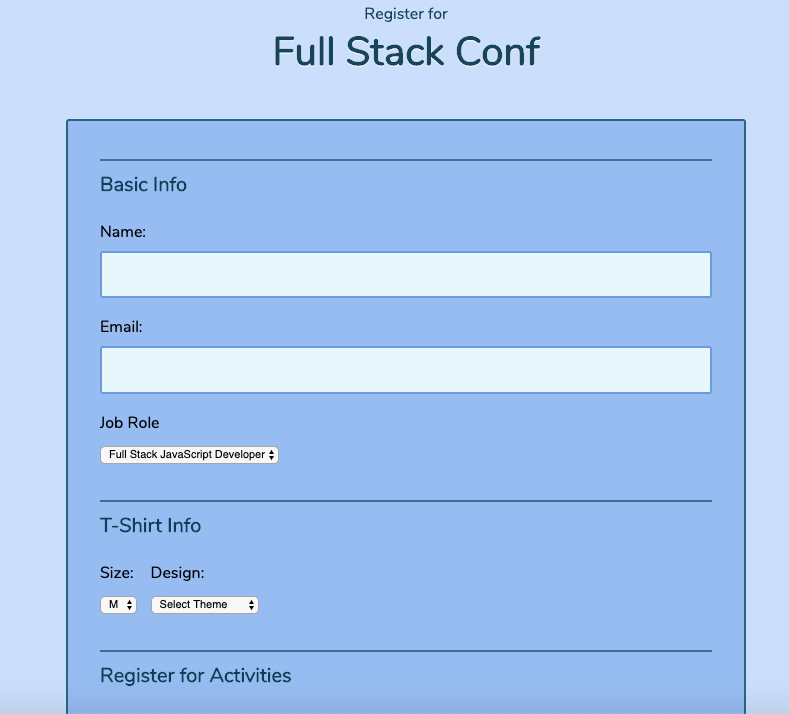 Register for
Full Stack Conf
Basic Info
Name:
Email:
Job Role
Full Stack JavaScript Developer
T-Shirt Info
Size: Design:
M Select Theme
Register for Activities